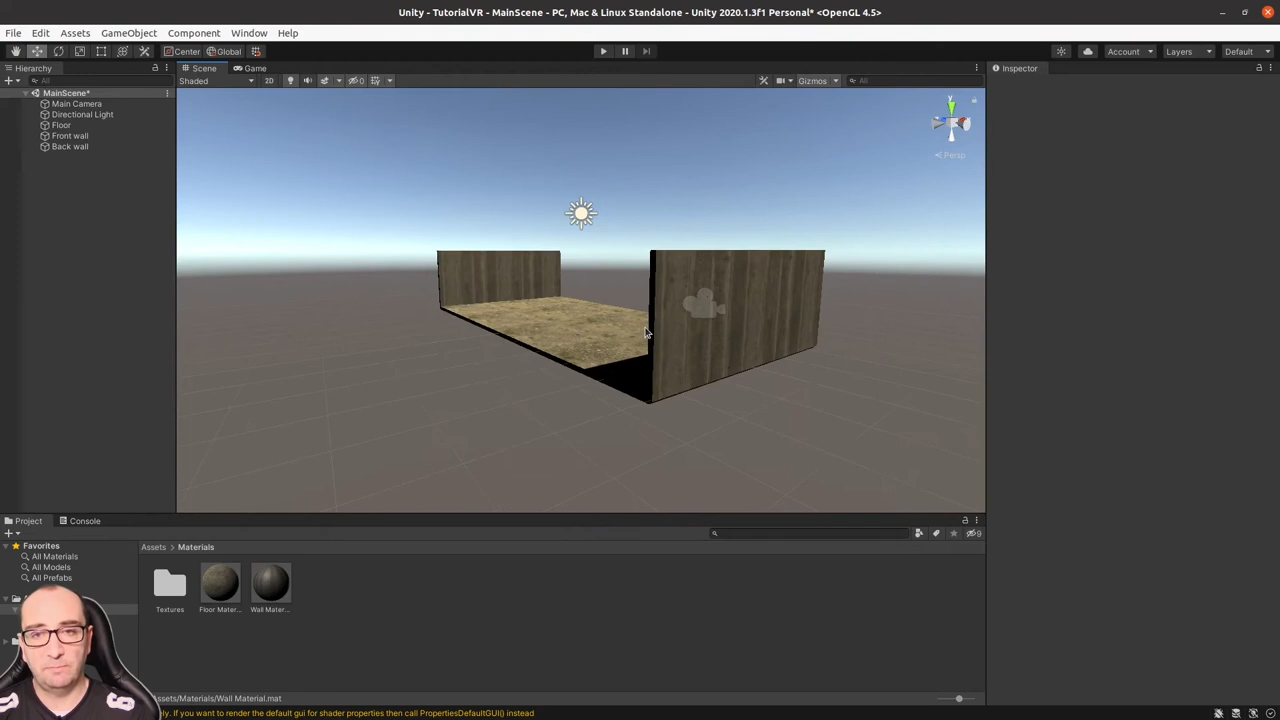 Unity - TutorialVR - MainScene* - PC, Mac & Linux Standalone - Unity 2020.1.3f1 Personal* <OpenGL 4.5>
File Edit Assets GameObject Component Window Help
Center Global Account Layers Default
Hierarchy Scene Game Inspector
All Shaded 2D 0 Gizmos All
MainScene*
Main Camera
Directional Light
Floor
Front wall
Back wall
y
Persp
Project Console
9
Favorites
All Materials
All Models
All Prefabs
Assets > Materials
Textures Floor Mater... Wall Mater...
Assets/Materials/Wall Material.mat
If you want to render the default gui for shader properties then call PropertiesDefaultGUI() instead